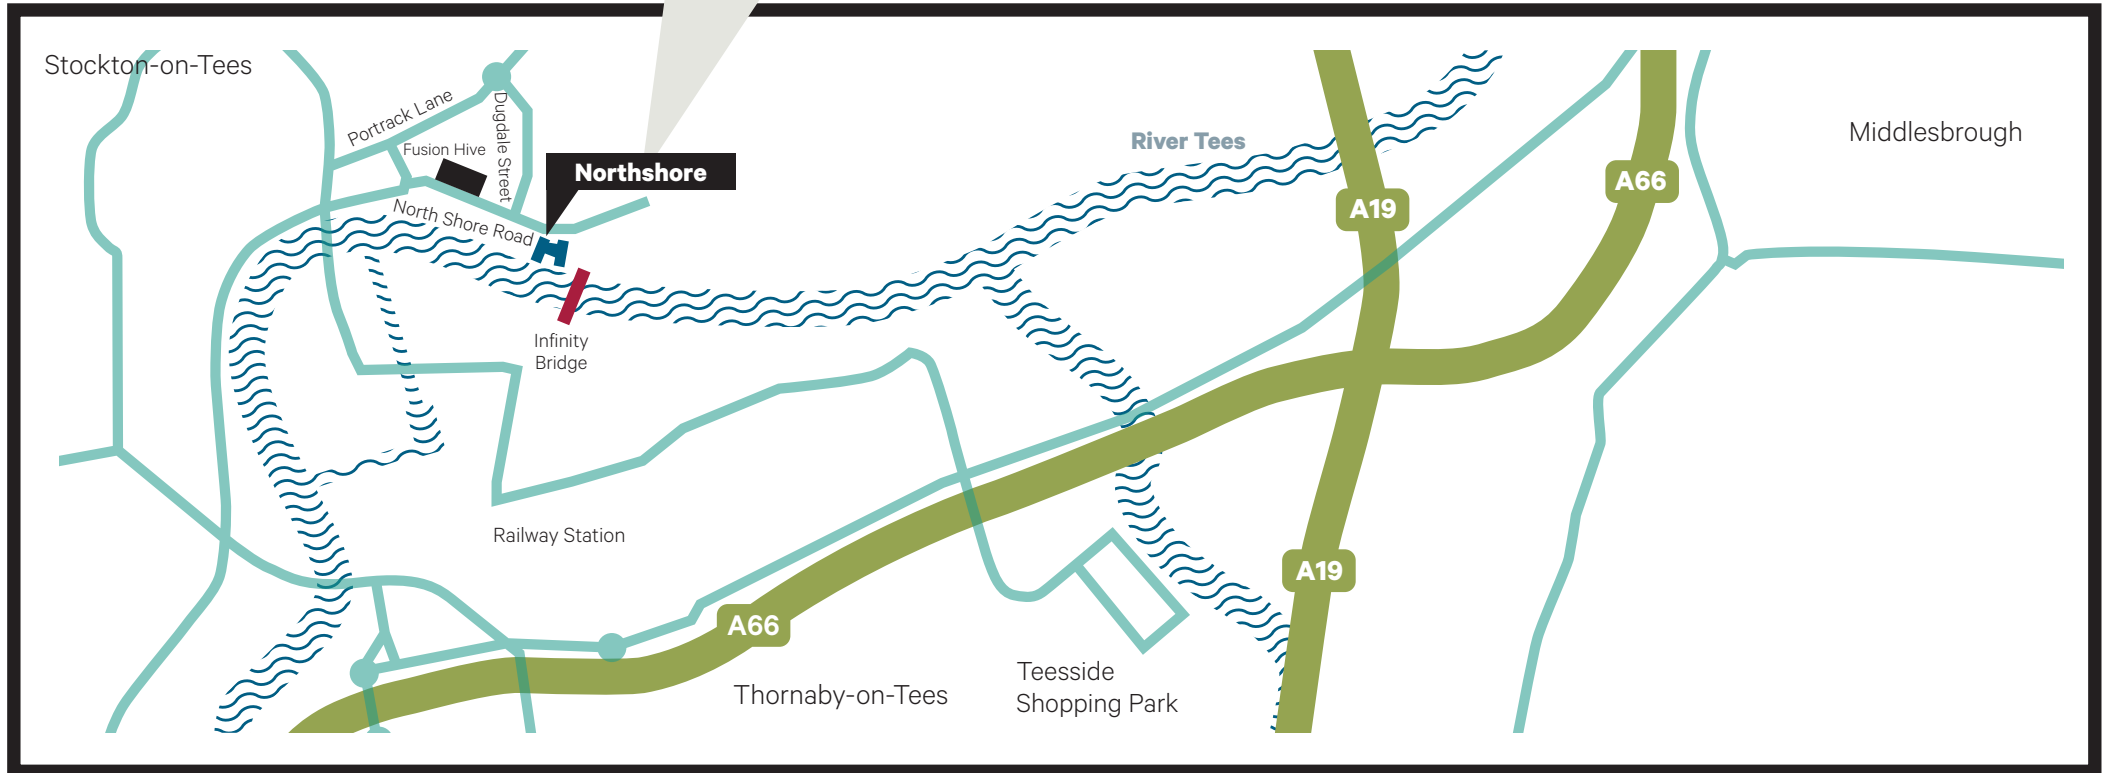 Stockton-on-Tees
Portrack Lane
Dugdale Street
Fusion Hive
Northshore
North Shore Road
Infinity
Bridge
River Tees
A19
A66
Middlesbrough
Railway Station
A19
A66
Thornaby-on-Tees
Teesside
Shopping Park